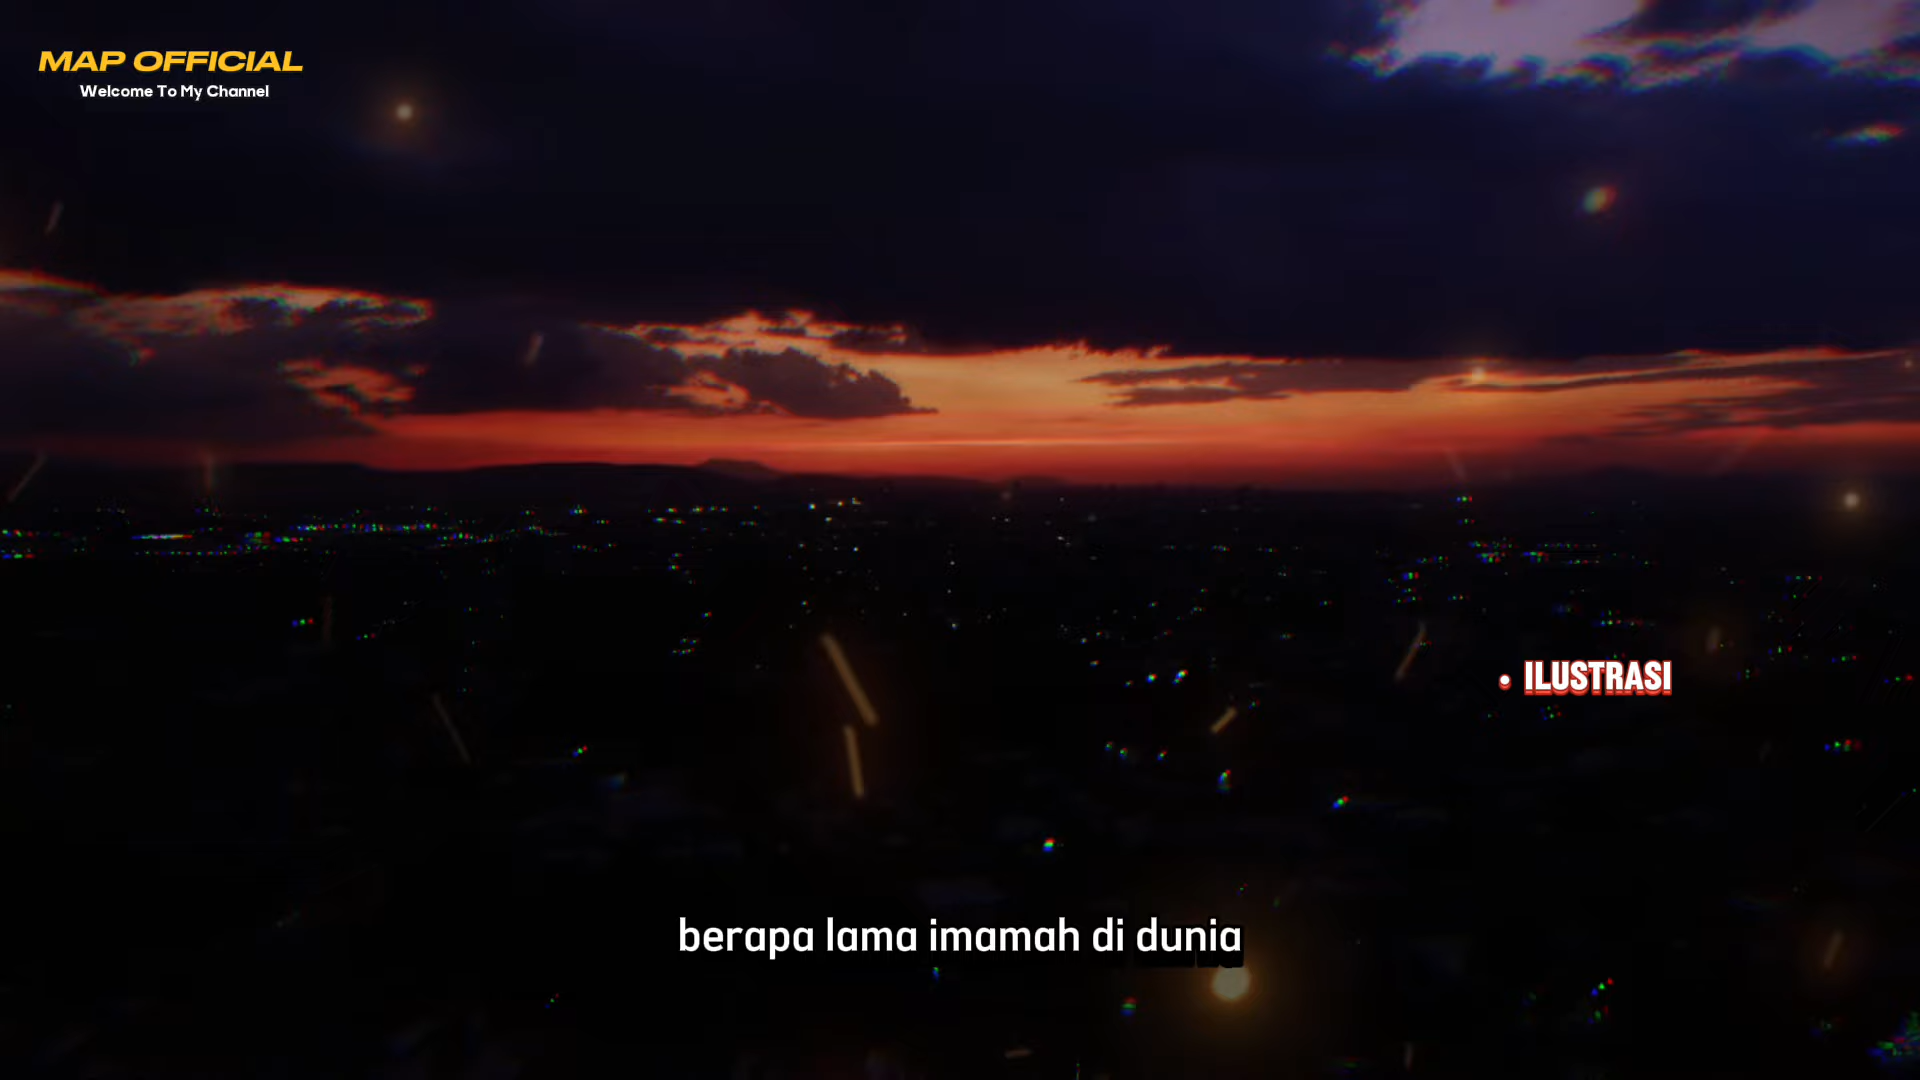 MAP OFFICIAL
Welcome To My Channel
• ILUSTRASI
berapa lama imamah di dunia